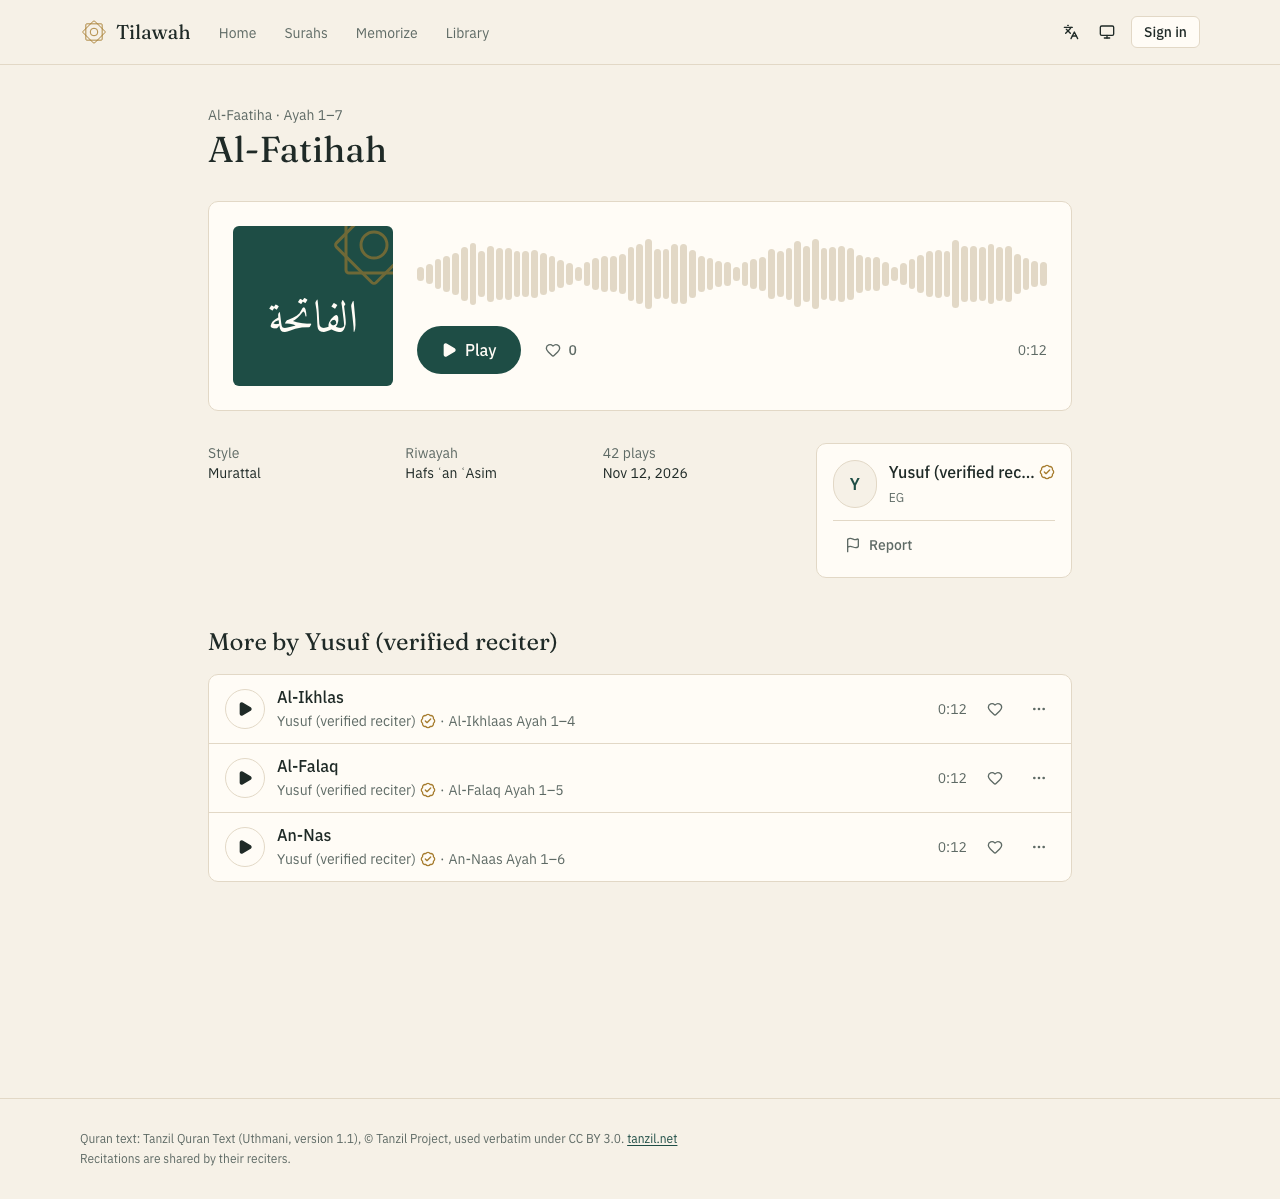 Tilawah
Home
Surahs
Memorize
Library
Sign in
Al-Faatiha · Ayah 1–7
Al-Fatihah
الفاتحة
Play
0
0:12
Style
Murattal
Riwayah
Hafs ʿan ʿAsim
42 plays
Nov 12, 2026
Y
Yusuf (verified rec...
EG
Report
More by Yusuf (verified reciter)
Al-Ikhlas
Yusuf (verified reciter) · Al-Ikhlaas Ayah 1–4
0:12
Al-Falaq
Yusuf (verified reciter) · Al-Falaq Ayah 1–5
0:12
An-Nas
Yusuf (verified reciter) · An-Naas Ayah 1–6
0:12
Quran text: Tanzil Quran Text (Uthmani, version 1.1), © Tanzil Project, used verbatim under CC BY 3.0. tanzil.net
Recitations are shared by their reciters.